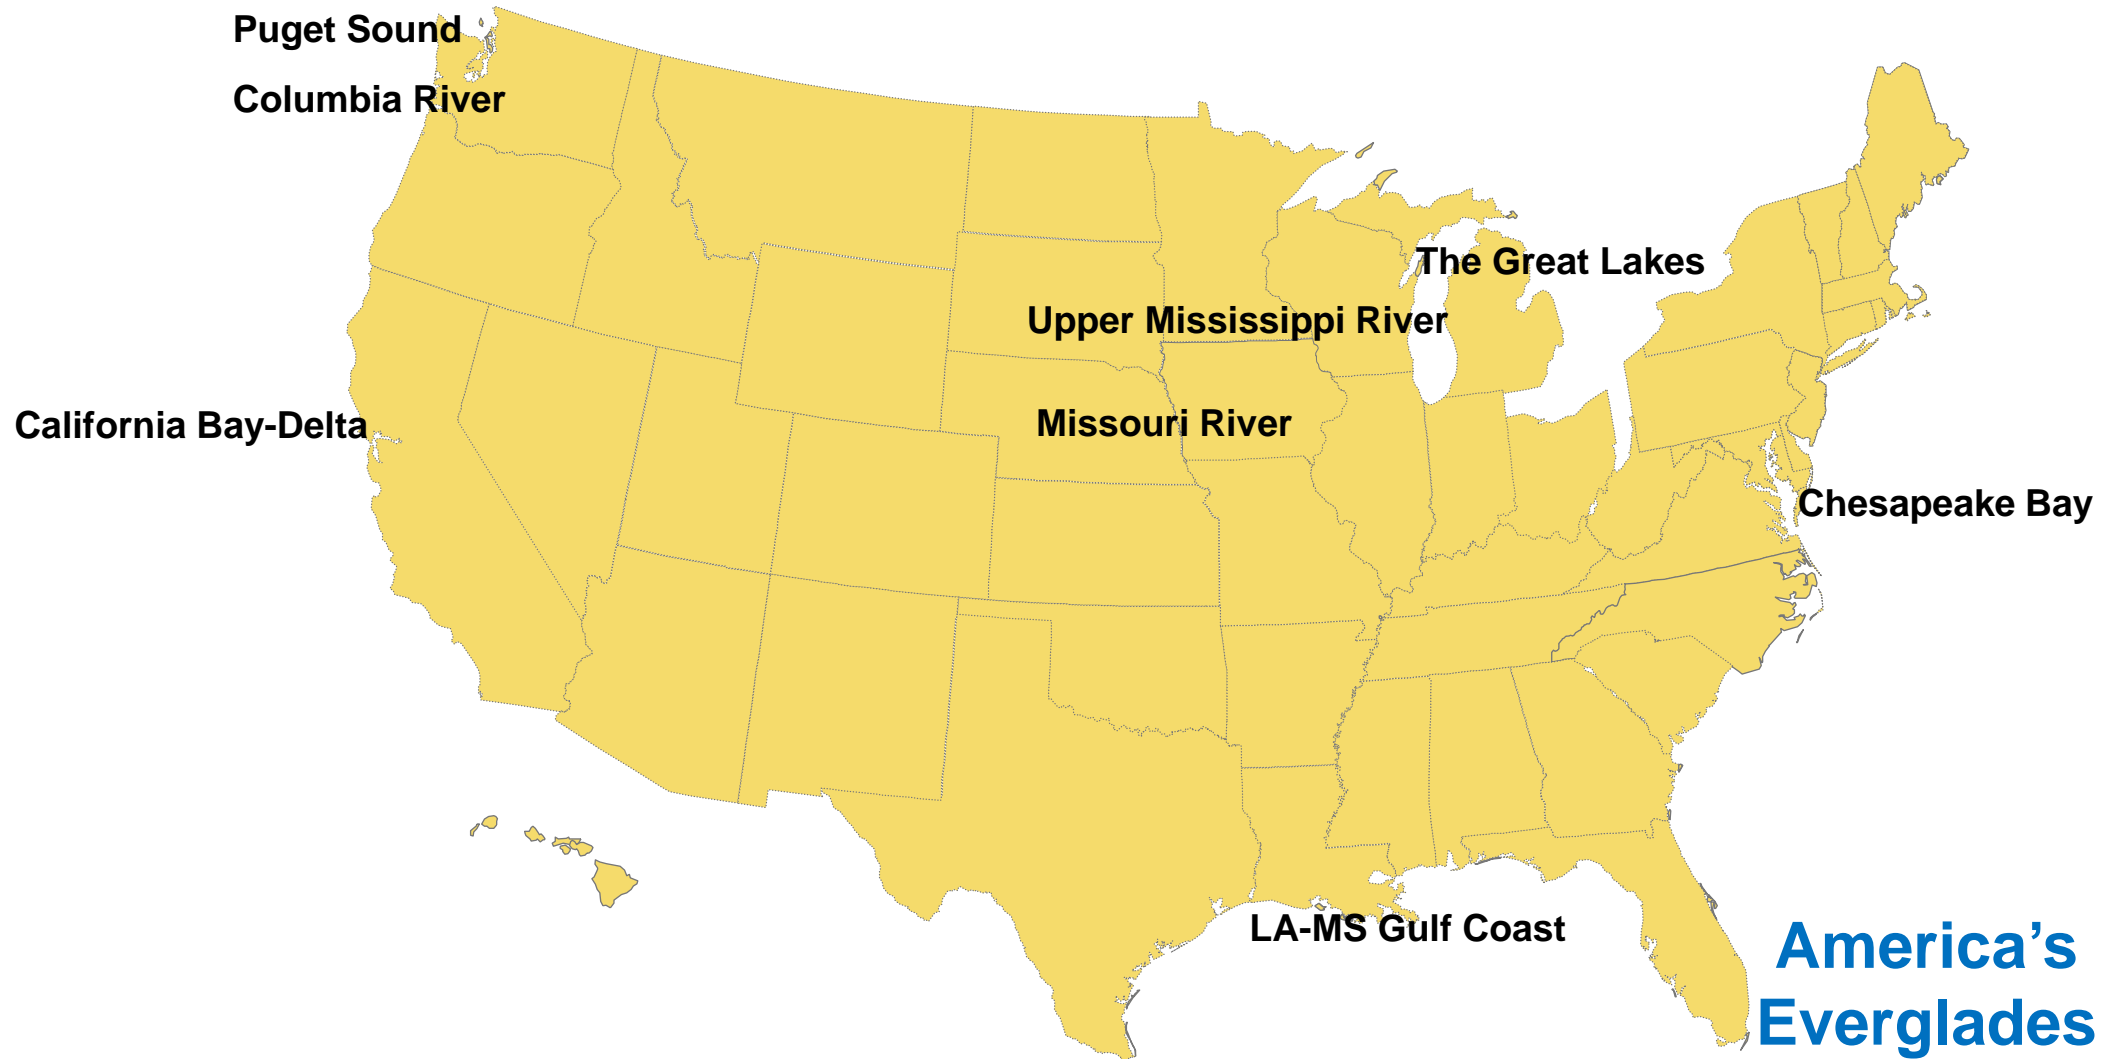 Puget Sound
Columbia River
The Great Lakes
Upper Mississippi River
Missouri River
California Bay-Delta
Chesapeake Bay
LA-MS Gulf Coast
America’s
Everglades